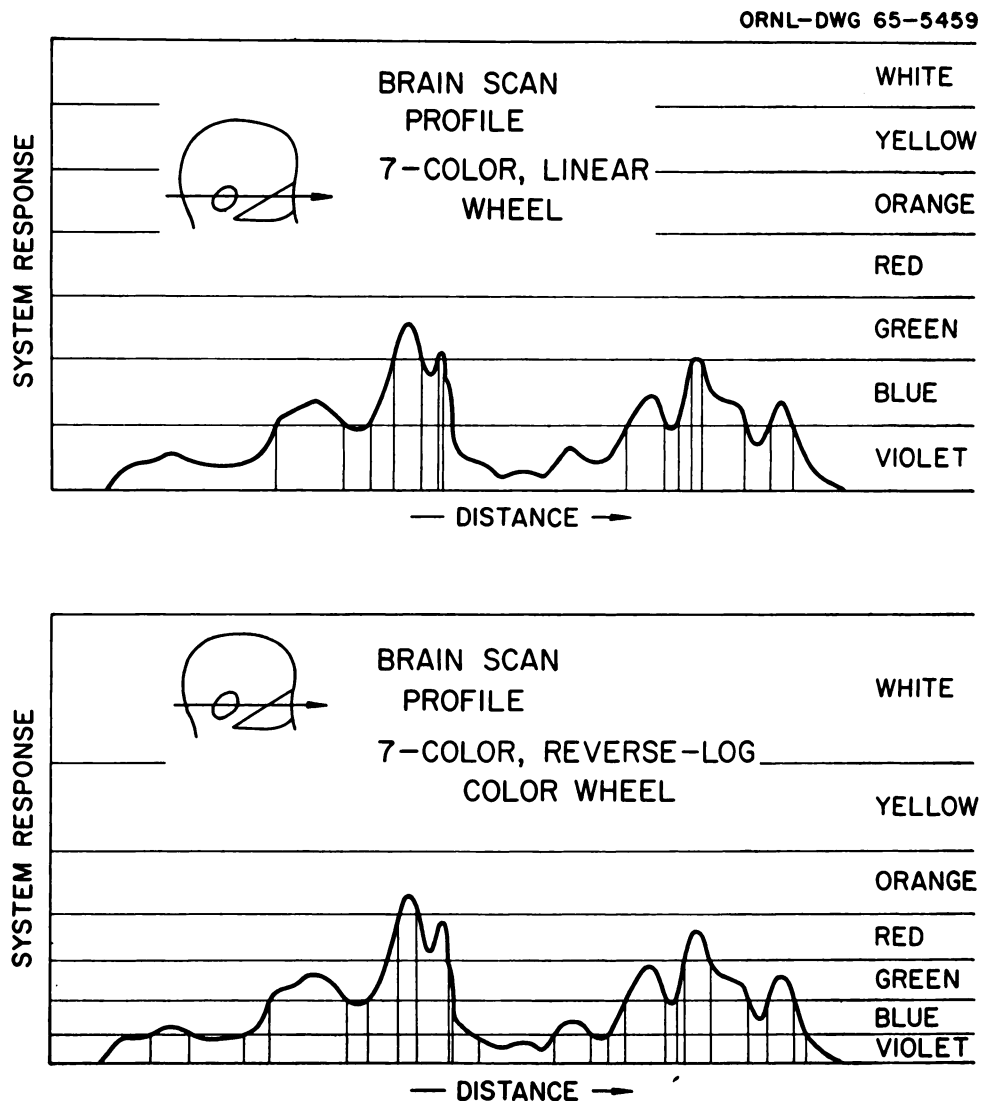 ORNL-DWG 65-5459
BRAIN SCAN
PROFILE
7-COLOR, LINEAR
WHEEL
WHITE
YELLOW
ORANGE
RED
GREEN
BLUE
VIOLET
SYSTEM RESPONSE
— DISTANCE →
BRAIN SCAN
PROFILE
7-COLOR, REVERSE-LOG
COLOR WHEEL
WHITE
YELLOW
ORANGE
RED
GREEN
BLUE
VIOLET
SYSTEM RESPONSE
— DISTANCE →